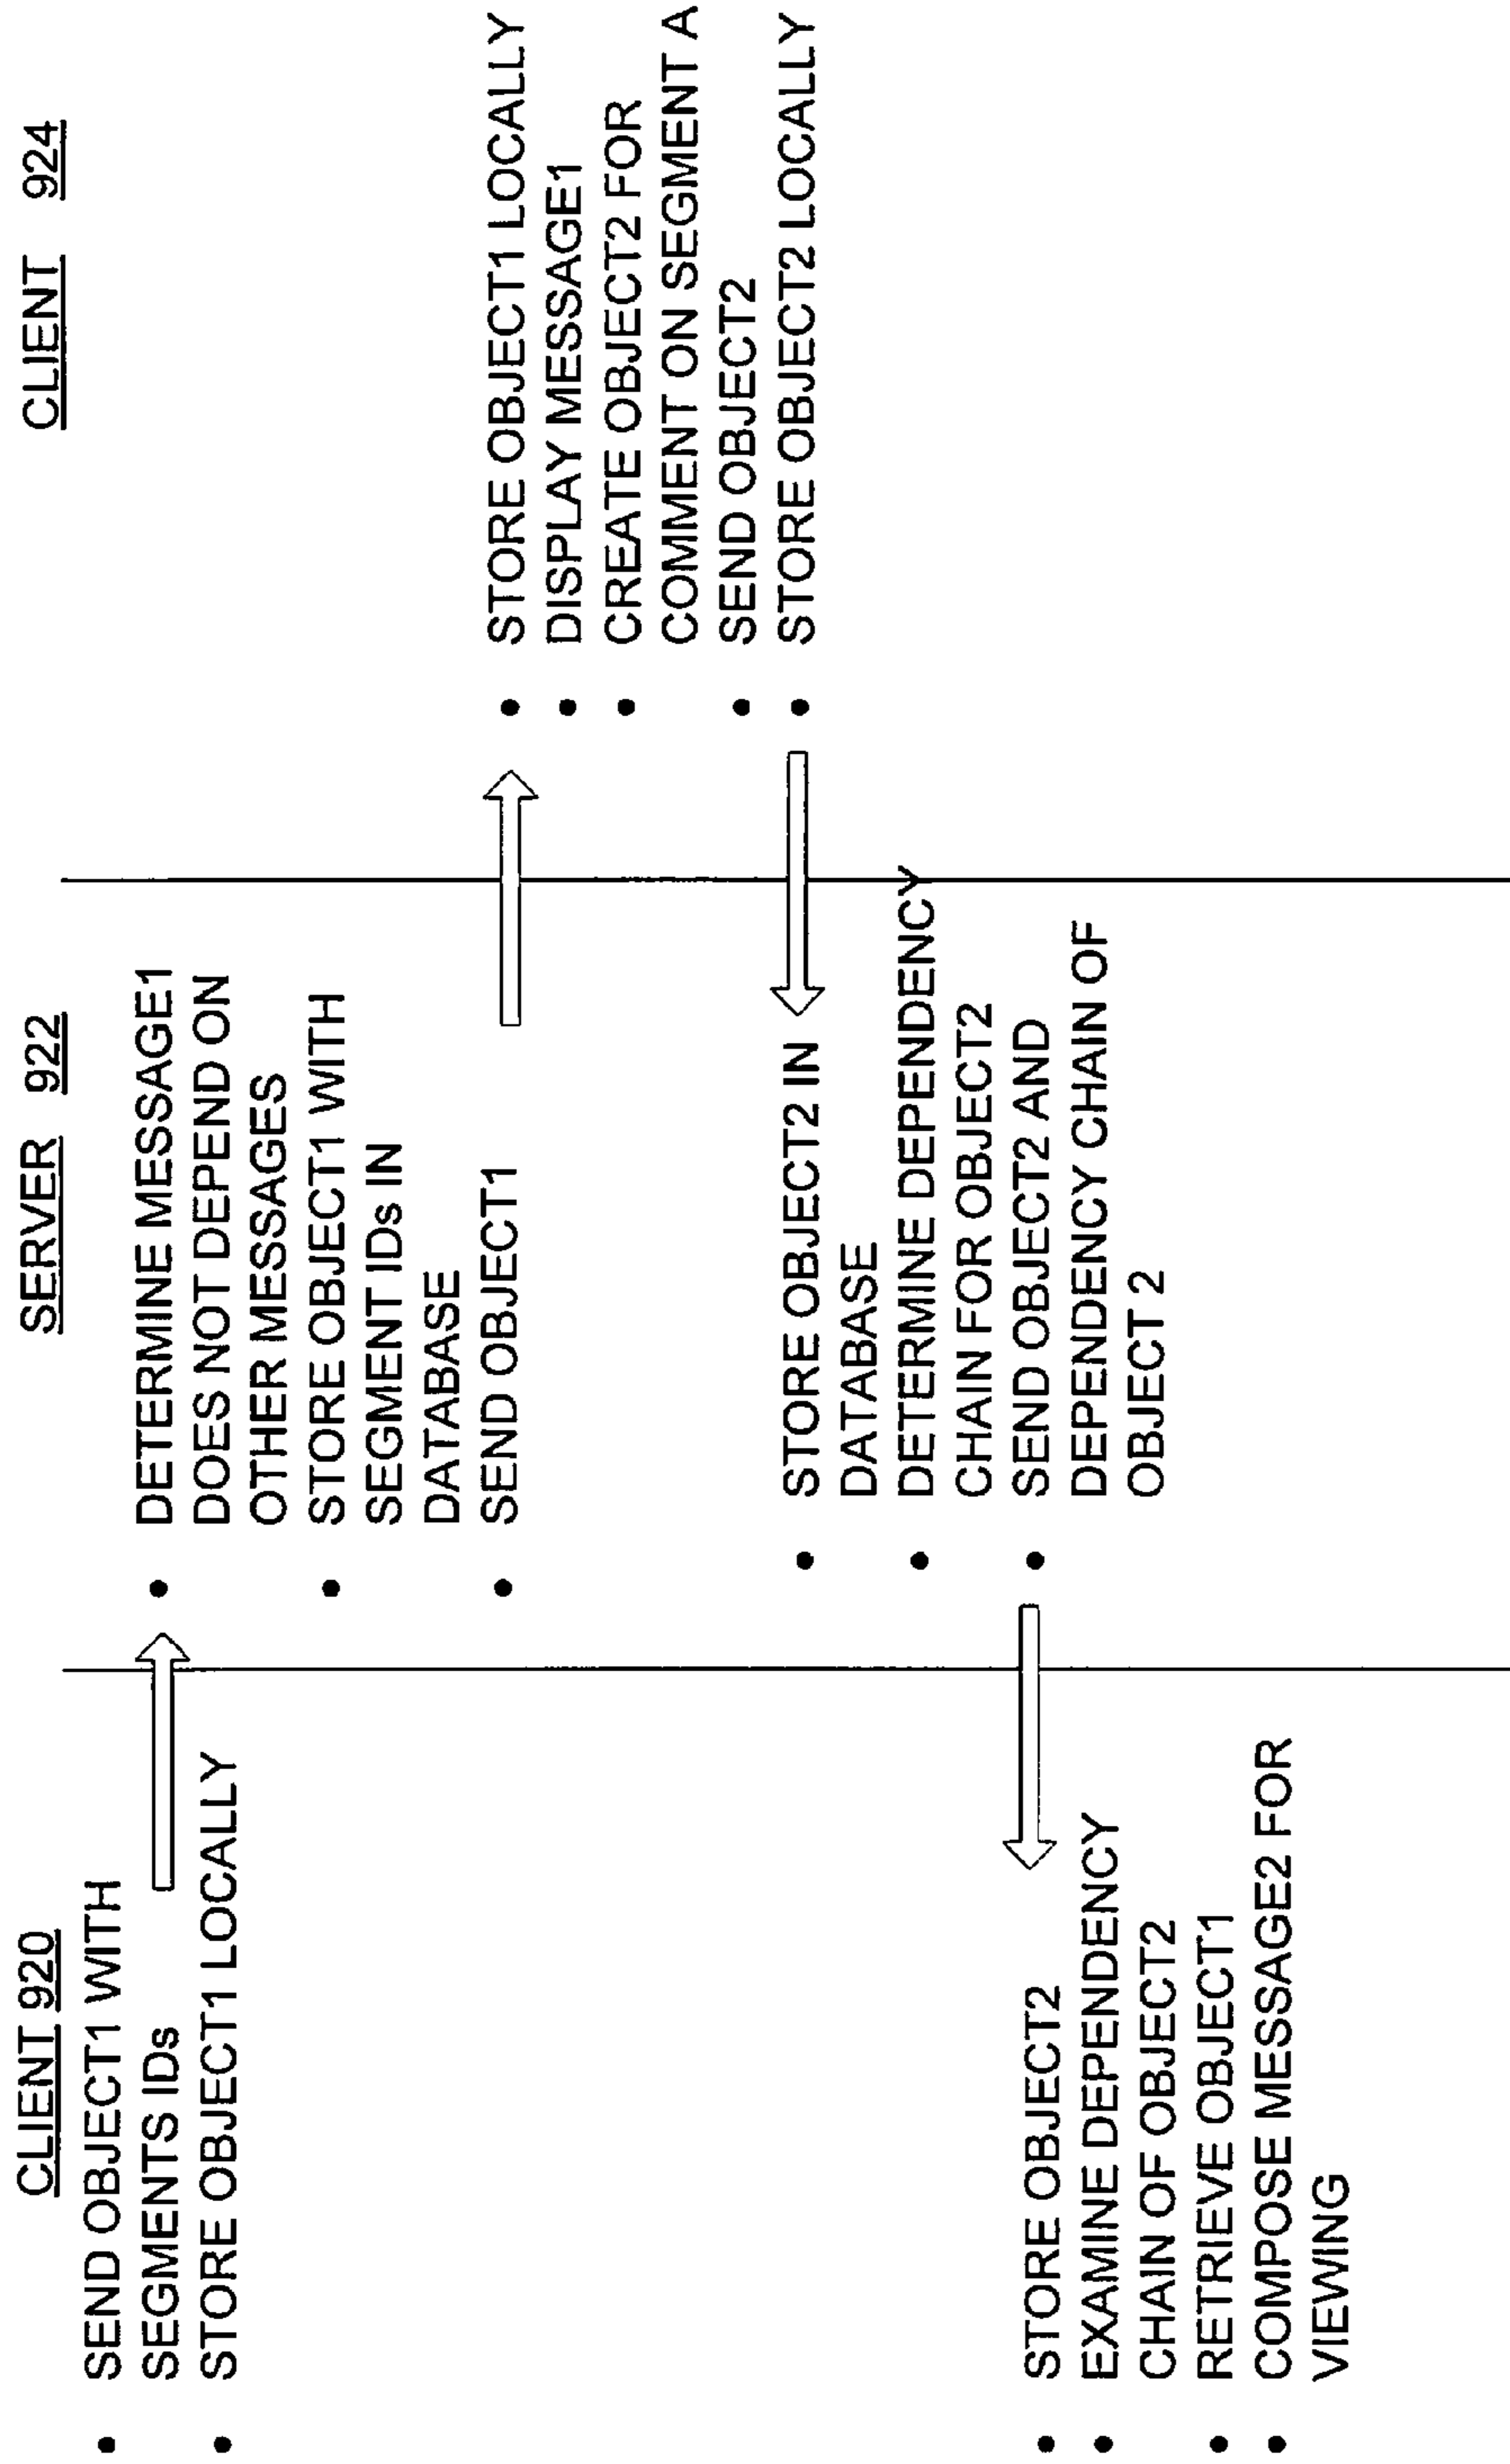 CLIENT 920
• SEND OBJECT1 WITH
SEGMENTS IDs
• STORE OBJECT1 LOCALLY
• STORE OBJECT2
• EXAMINE DEPENDENCY
CHAIN OF OBJECT2
• RETRIEVE OBJECT1
• COMPOSE MESSAGE2 FOR
VIEWING
SERVER 922
• DETERMINE MESSAGE1
DOES NOT DEPEND ON
OTHER MESSAGES
• STORE OBJECT1 WITH
SEGMENT IDs IN
DATABASE
• SEND OBJECT1
• STORE OBJECT2 IN
DATABASE
• DETERMINE DEPENDENCY
CHAIN FOR OBJECT2
• SEND OBJECT2 AND
DEPENDENCY CHAIN OF
OBJECT 2
CLIENT 924
• STORE OBJECT1 LOCALLY
• DISPLAY MESSAGE1
• CREATE OBJECT2 FOR
COMMENT ON SEGMENT A
• SEND OBJECT2
• STORE OBJECT2 LOCALLY